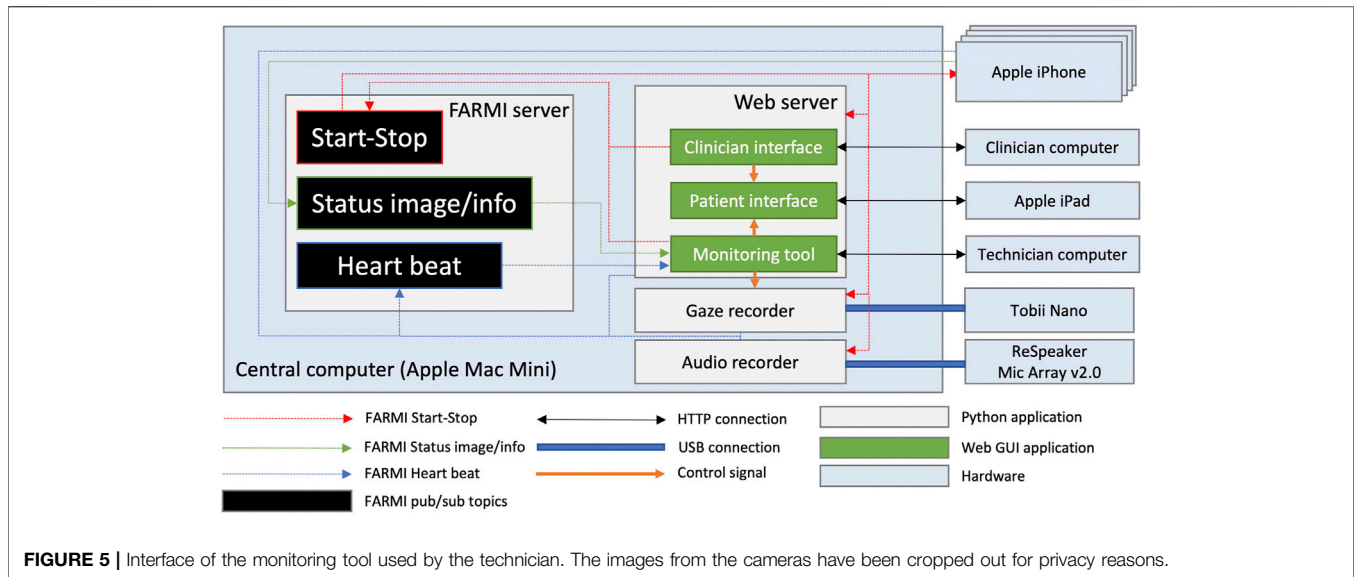 Apple iPhone
FARMI server
Web server
Start-Stop
Clinician interface
Clinician computer
Status image/info
Patient interface
Apple iPad
Heart beat
Monitoring tool
Technician computer
Gaze recorder
Tobii Nano
Central computer (Apple Mac Mini)
Audio recorder
ReSpeaker
Mic Array v2.0
FARMI Start-Stop
HTTP connection
Python application
FARMI Status image/info
USB connection
Web GUI application
FARMI Heart beat
Control signal
Hardware
FARMI pub/sub topics
FIGURE 5 | Interface of the monitoring tool used by the technician. The images from the cameras have been cropped out for privacy reasons.